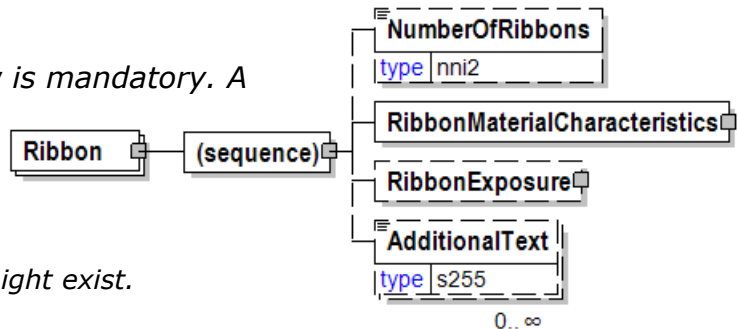 NumberOfRibbons
type nni2
y is mandatory. A
RibbonMaterialCharacteristics
Ribbon
(sequence)
RibbonExposure
AdditionalText
type s255
ight exist.
0..∞